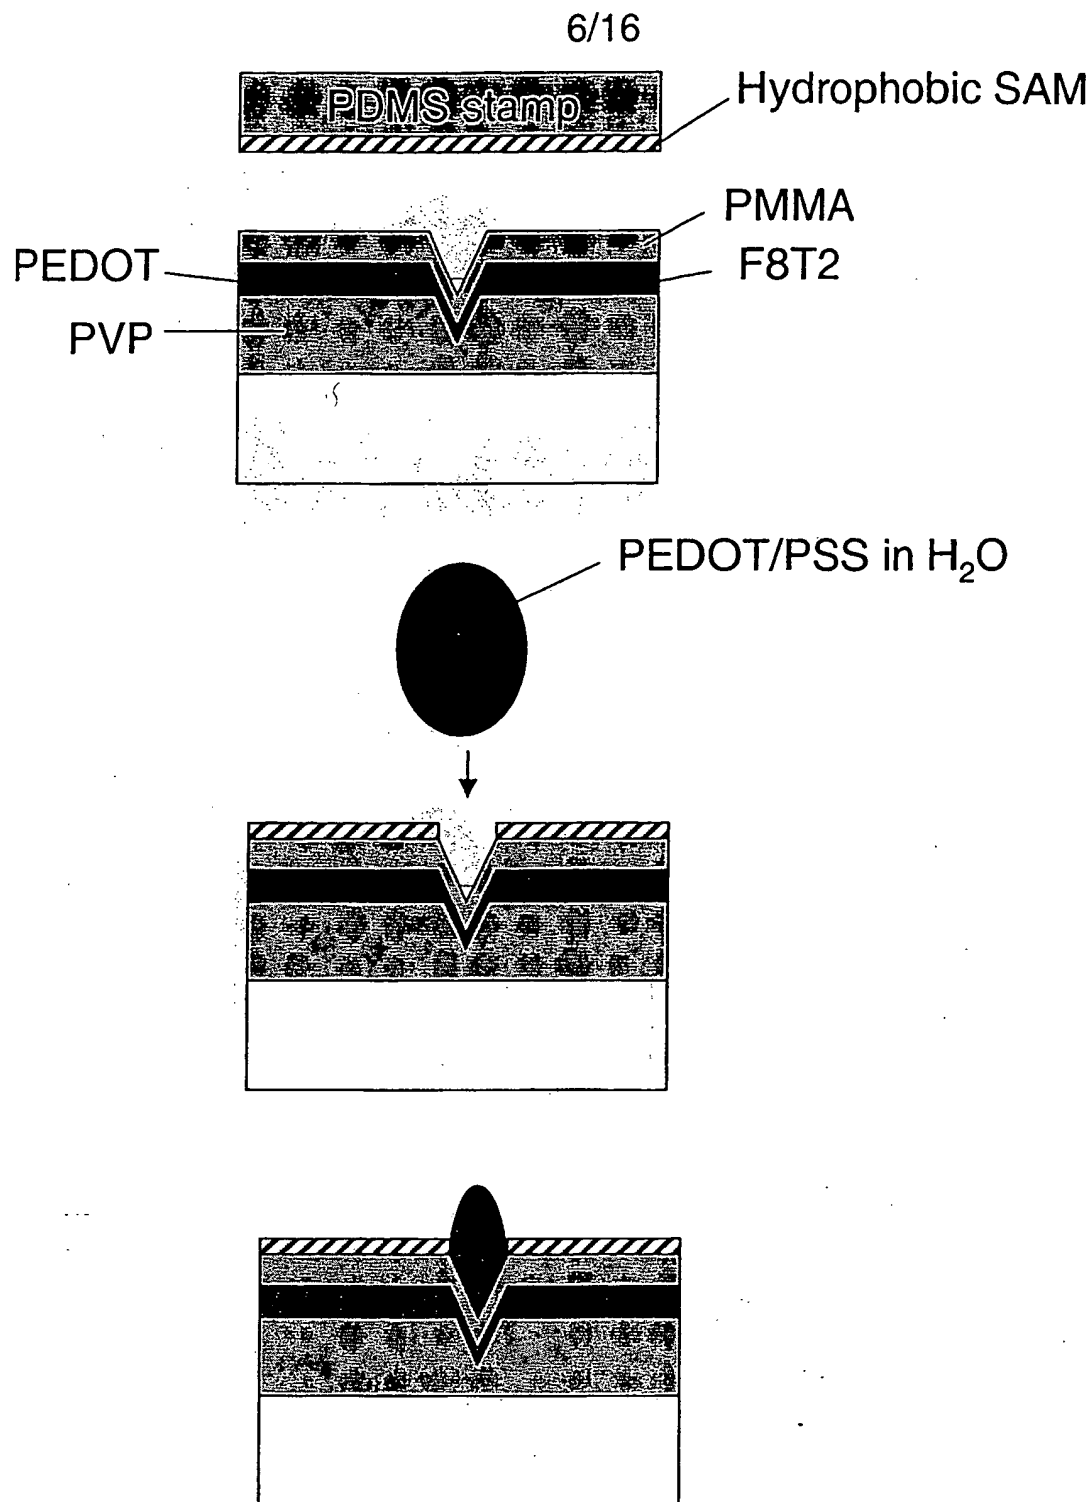 6/16
PDMS stamp
Hydrophobic SAM
PMMA
PEDOT
F8T2
PVP
PEDOT/PSS in H₂O